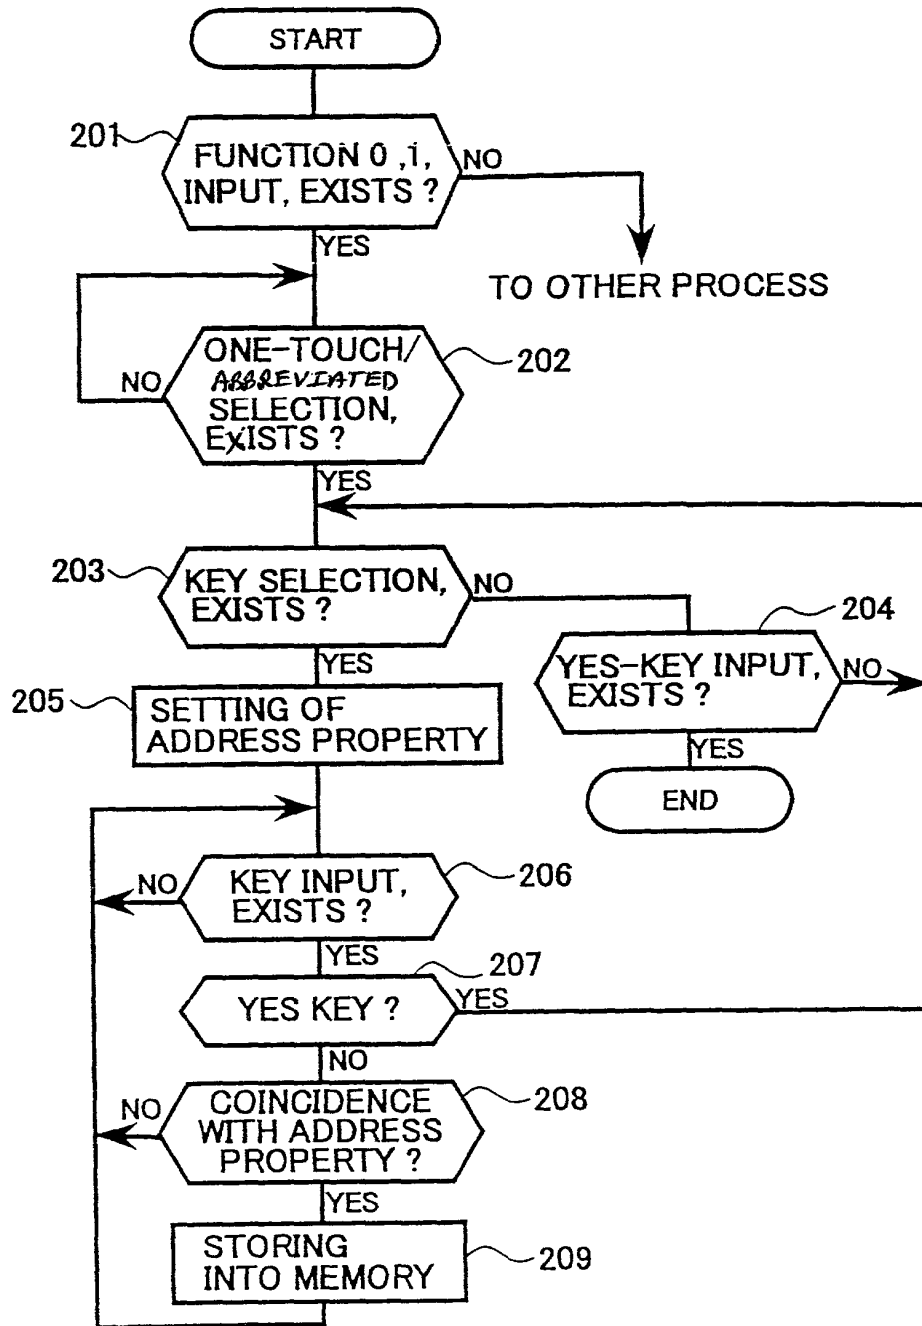 START
201
FUNCTION 0 ,i,
INPUT, EXISTS ?
NO
YES
TO OTHER PROCESS
ONE-TOUCH/
ABBREVIATED
SELECTION,
EXISTS ?
202
NO
YES
203
KEY SELECTION,
EXISTS ?
NO
YES
204
YES-KEY INPUT,
EXISTS ?
NO
YES
END
205
SETTING OF
ADDRESS PROPERTY
NO
KEY INPUT,
EXISTS ?
206
YES
207
YES KEY ?
YES
NO
NO
COINCIDENCE
WITH ADDRESS
PROPERTY ?
208
YES
STORING
INTO MEMORY
209